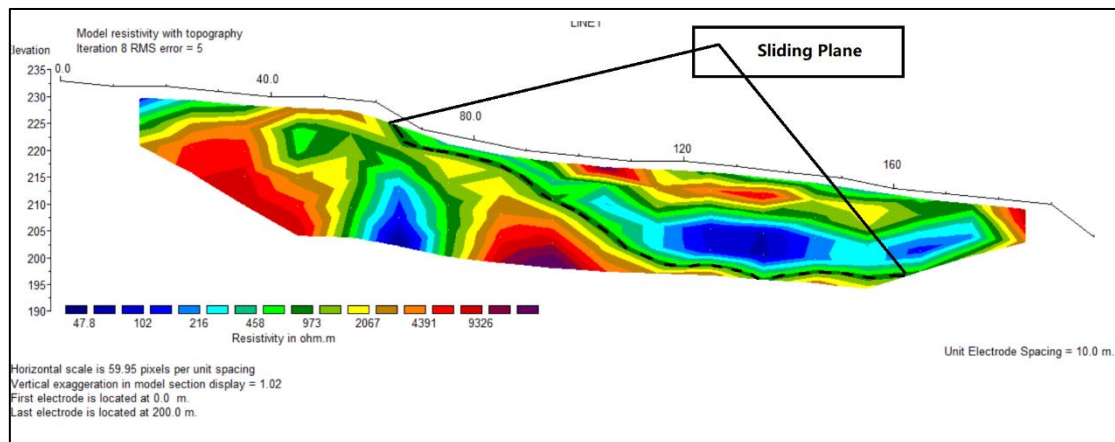 LINE1
Model resistivity with topography
Iteration 8 RMS error = 5
Sliding Plane
Elevation
0.0
40.0
80.0
120
160
235
230
225
220
215
210
205
200
195
190
47.8 102 216 458 973 2067 4391 9326
Resistivity in ohm.m
Unit Electrode Spacing = 10.0 m.
Horizontal scale is 59.95 pixels per unit spacing
Vertical exaggeration in model section display = 1.02
First electrode is located at 0.0 m.
Last electrode is located at 200.0 m.